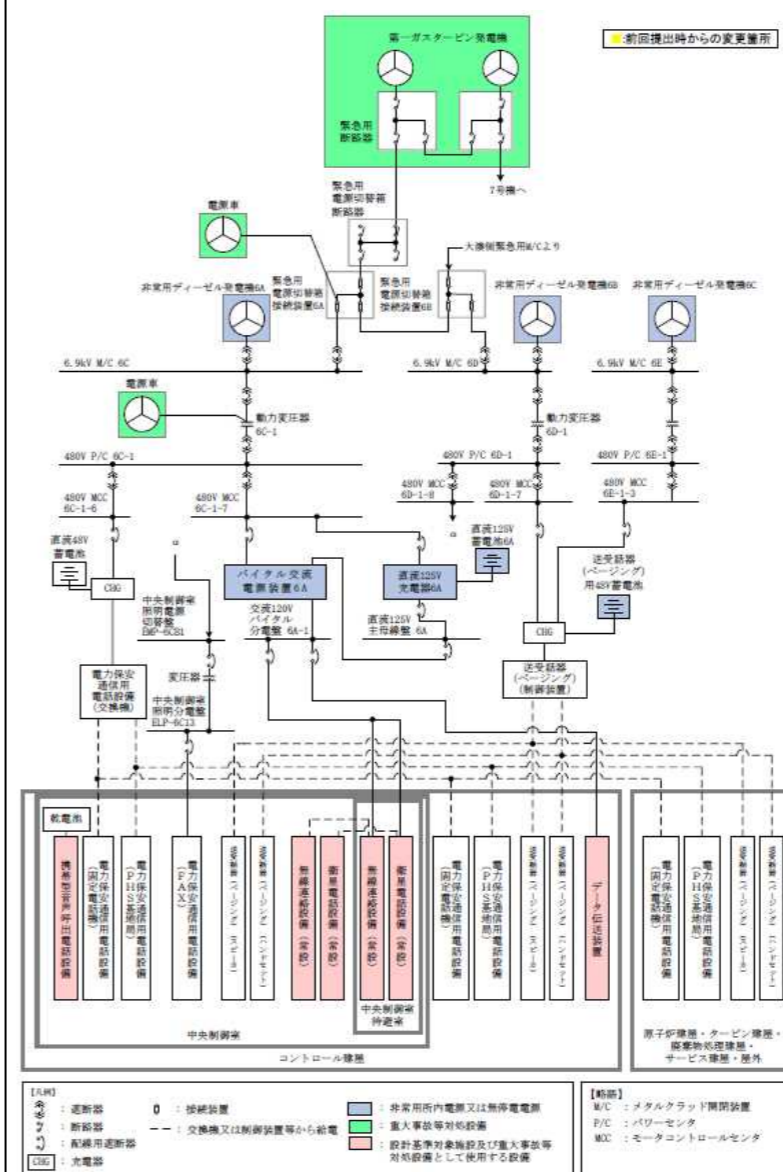 第一ガスタービン発電機
:前回提出時からの変更箇所
緊急用
断路器
7号機へ
緊急用
電源切替箱
断路器
電源車
大湊側緊急用M/Cより
非常用ディーゼル発電機6A
緊急用
電源切替箱
接続装置6A
緊急用
電源切替箱
接続装置6B
非常用ディーゼル発電機6B
非常用ディーゼル発電機6C
6.9kV M/C 6C
6.9kV M/C 6D
6.9kV M/C 6E
電源車
動力変圧器
6C-1
動力変圧器
6D-1
480V P/C 6C-1
480V P/C 6D-1
480V P/C 6E-1
480V MCC
6C-1-6
480V MCC
6C-1-7
480V MCC
6D-1-8
480V MCC
6D-1-7
480V MCC
6E-1-3
直流48V
蓄電池
CHG
バイタル交流
電源装置6A
直流125V
充電器6A
直流125V
蓄電池6A
送受話器
(ページング)
用48V蓄電池
中央制御室
照明電源
切替盤
EMP-6C81
交流120V
バイタル
分電盤 6A-1
直流125V
主母線盤 6A
CHG
電力保安
通信用
電話設備
(交換機)
変圧器
中央制御室
照明分電盤
ELP-6C13
送受話器
(ページング)
(制御装置)
乾電池
携帯型音声呼出電話設備
電力保安通信用電話設備
(固定電話機)
電力保安通信用電話設備
(PHS基地局)
電力保安通信用電話設備
(FAX)
送受話器(ページング)(スピーカ)
送受話器(ページング)(ハンドセット)
無線連絡設備(常設)
衛星電話設備(常設)
無線連絡設備(常設)
衛星電話設備(常設)
電力保安通信用電話設備
(固定電話機)
電力保安通信用電話設備
(PHS基地局)
送受話器(ページング)(スピーカ)
送受話器(ページング)(ハンドセット)
データ伝送装置
電力保安通信用電話設備
(固定電話機)
電力保安通信用電話設備
(PHS基地局)
送受話器(ページング)(スピーカ)
送受話器(ページング)(ハンドセット)
中央制御室
中央制御室
待避室
コントロール建屋
原子炉建屋・タービン建屋・
廃棄物処理建屋・
サービス建屋・屋外
【凡例】
:遮断器
:断路器
:配線用遮断器
CHG :充電器
:接続装置
:交換機又は制御装置等から給電
:非常用所内電源又は無停電電源
:重大事故等対処設備
:設計基準対象施設及び重大事故等
対処設備として使用する設備
【略語】
M/C :メタルクラッド開閉装置
P/C :パワーセンタ
MCC :モータコントロールセンタ